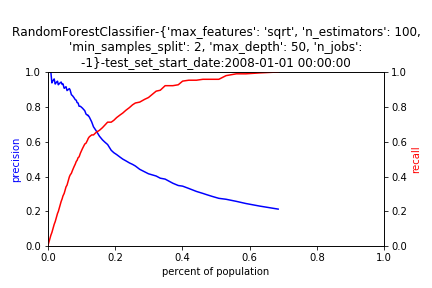 RandomForestClassifier-{'max_features': 'sqrt', 'n_estimators': 100,
'min_samples_split': 2, 'max_depth': 50, 'n_jobs':
-1}-test_set_start_date:2008-01-01 00:00:00
1.0
0.8
0.6
0.4
0.2
0.0
precision
1.0
0.8
0.6
0.4
0.2
0.0
recall
0.0 0.2 0.4 0.6 0.8 1.0
percent of population